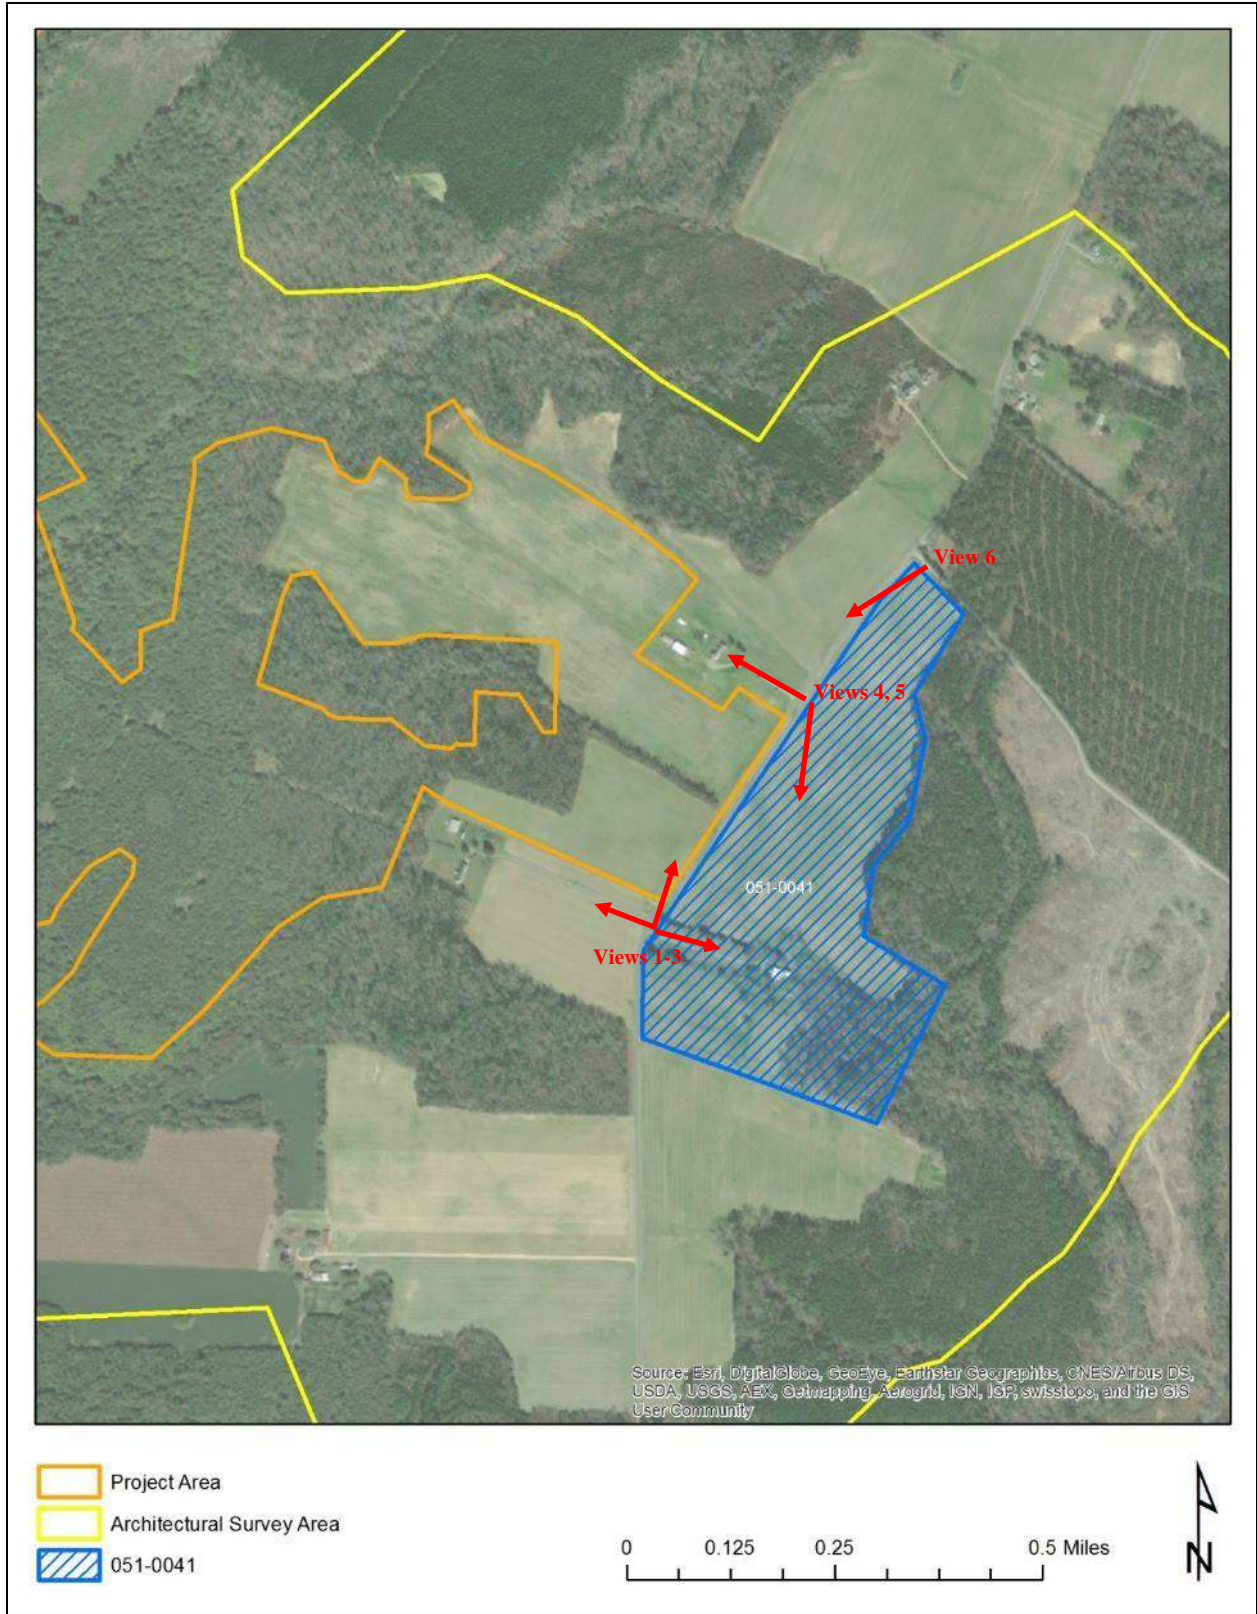 View 6
Views 4, 5
051-0041
Views 1-3
Source: Esri, DigitalGlobe, GeoEye, Earthstar Geographics, CNES/Airbus DS,
USDA, USGS, AEX, Getmapping, Aerogrid, IGN, IGP, swisstopo, and the GIS
User Community
Project Area
Architectural Survey Area
051-0041
0 0.125 0.25 0.5 Miles
N